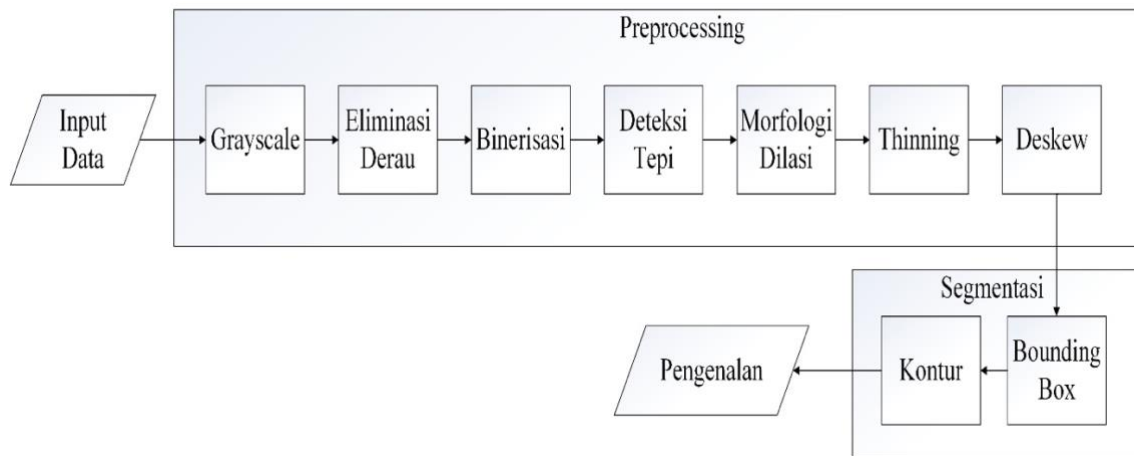 Preprocessing
Input
Data
Grayscale
Eliminasi
Derau
Binerisasi
Deteksi
Tepi
Morfologi
Dilasi
Thinning
Deskew
Segmentasi
Bounding
Box
Kontur
Pengenalan